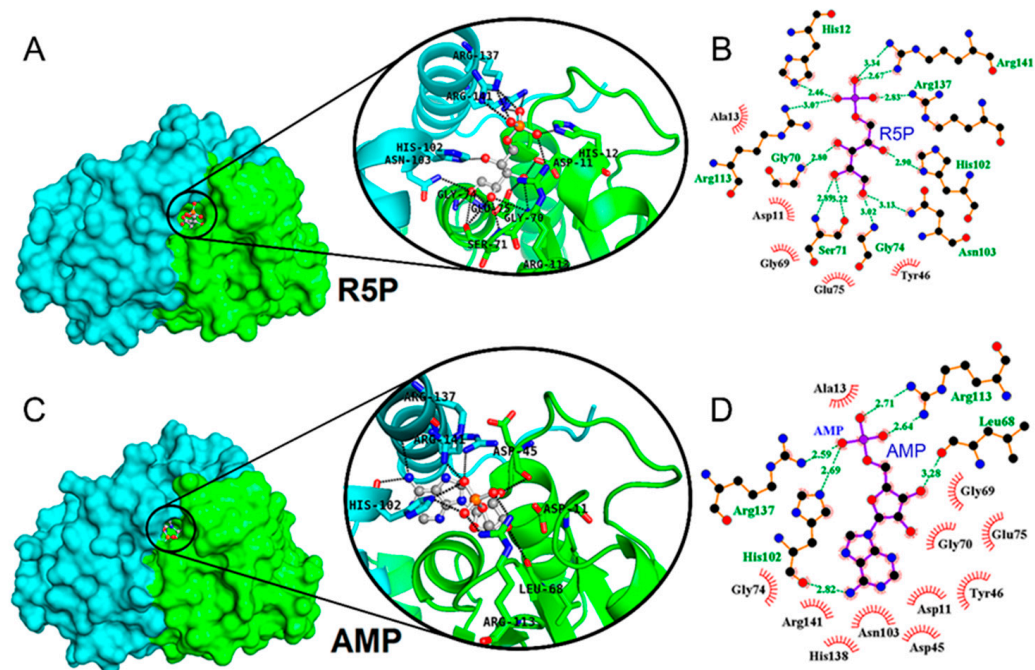 A
ARG-137
ARG-141
HIS-102
ASN-103
HIS-12
ASP-11
GLY-74
GLU-75
GLY-70
SER-71
ARG-113
R5P
B
His12
3.34
2.67
Arg141
2.46
2.83
Arg137
3.07
Ala13
R5P
Gly70
2.80
2.90
His102
Arg113
3.13
3.02
Asp11
Ser71
Gly74
Asn103
Gly69
Tyr46
Glu75
C
ARG-137
ARG-141
ASP-45
HIS-102
ASP-11
LEU-68
ARG-113
AMP
D
Ala13
2.71
Arg113
2.64
Leu68
AMP
AMP
2.59
2.69
3.28
Gly69
Arg137
Glu75
Gly70
His102
Gly74
2.82
Tyr46
Asp11
Arg141
Asn103
Asp45
His138